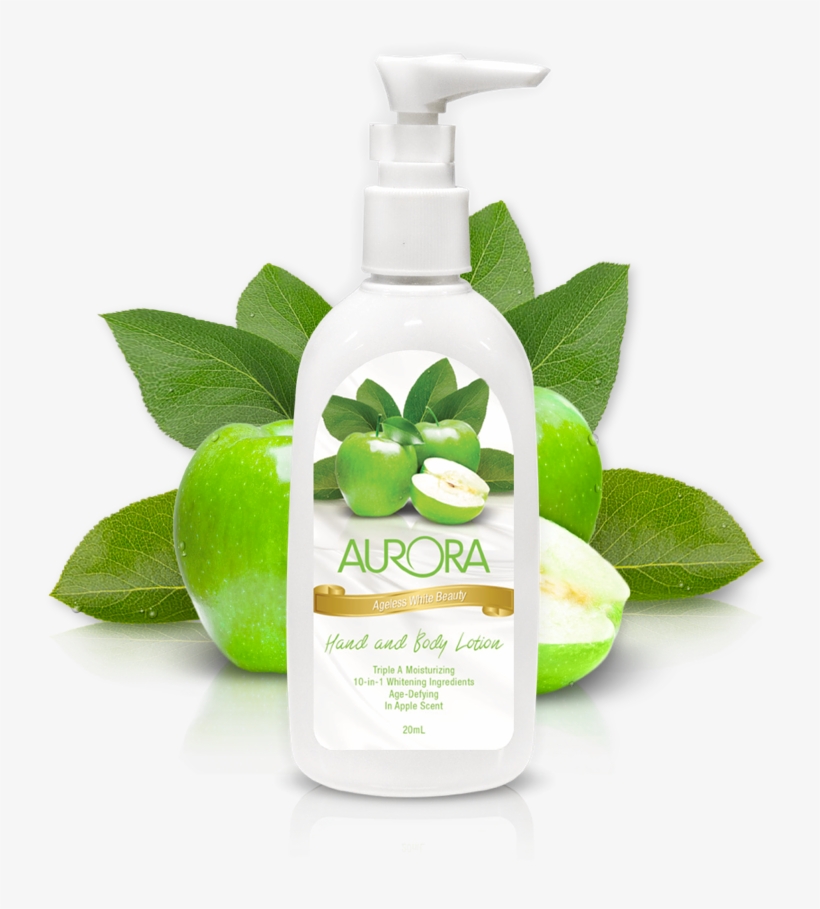 AURORA
Ageless White Beauty
Hand and Body Lotion
Triple A Moisturizing
10-in-1 Whitening Ingredients
Age-Defying
In Apple Scent
20mL